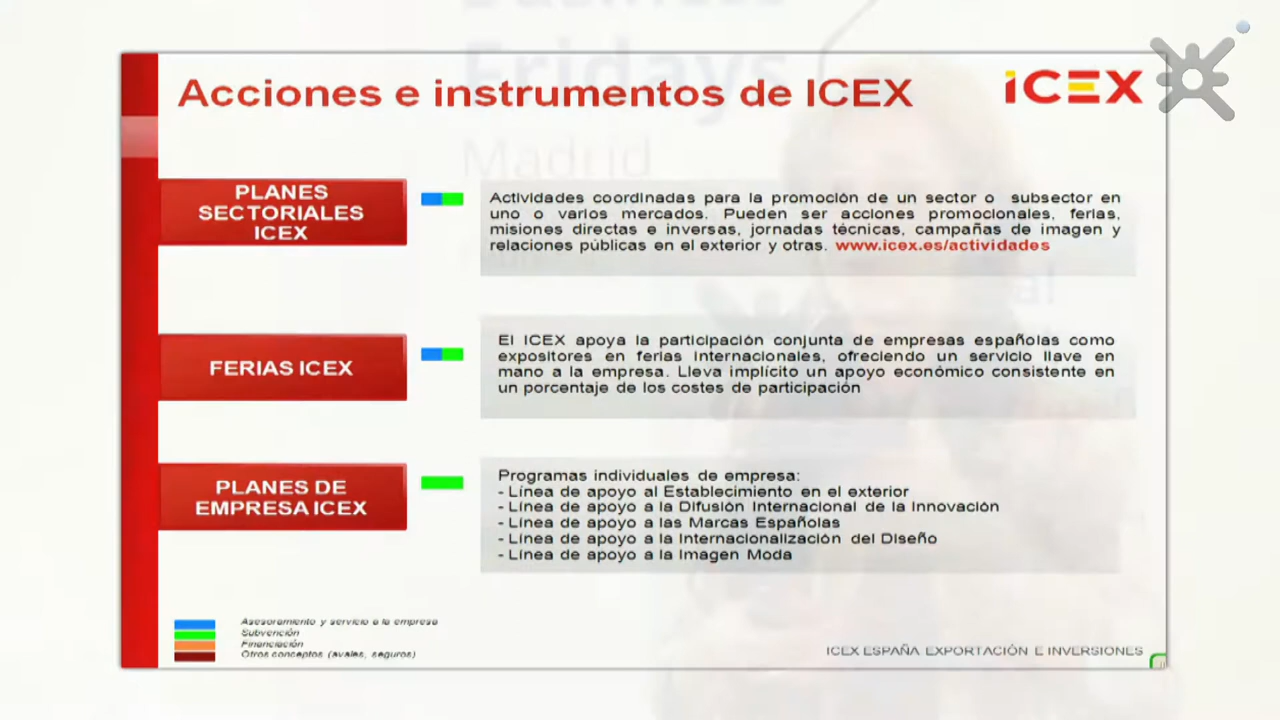 Business
Fridays
Madrid
al
Acciones e instrumentos de ICEX
ICEX
PLANES
SECTORIALES
ICEX
Actividades coordinadas para la promoción de un sector o subsector en
uno o varios mercados. Pueden ser acciones promocionales, ferias,
misiones directas e inversas, jornadas técnicas, campañas de imagen y
relaciones públicas en el exterior y otras. www.icex.es/actividades
FERIAS ICEX
El ICEX apoya la participación conjunta de empresas españolas como
expositores en ferias internacionales, ofreciendo un servicio llave en
mano a la empresa. Lleva implícito un apoyo económico consistente en
un porcentaje de los costes de participación
PLANES DE
EMPRESA ICEX
Programas individuales de empresa:
- Línea de apoyo al Establecimiento en el exterior
- Línea de apoyo a la Difusión Internacional de la Innovación
- Línea de apoyo a las Marcas Españolas
- Línea de apoyo a la Internacionalización del Diseño
- Línea de apoyo a la Imagen Moda
Asesoramiento y servicio a la empresa
Subvención
Financiación
Otros conceptos (avales, seguros)
ICEX ESPAÑA EXPORTACIÓN E INVERSIONES